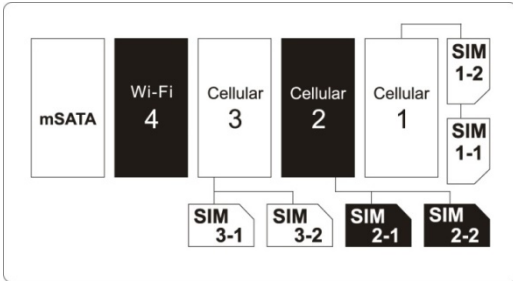 mSATA
Wi-Fi
4
Cellular
3
Cellular
2
Cellular
1
SIM
1-2
SIM
1-1
SIM
3-1
SIM
3-2
SIM
2-1
SIM
2-2